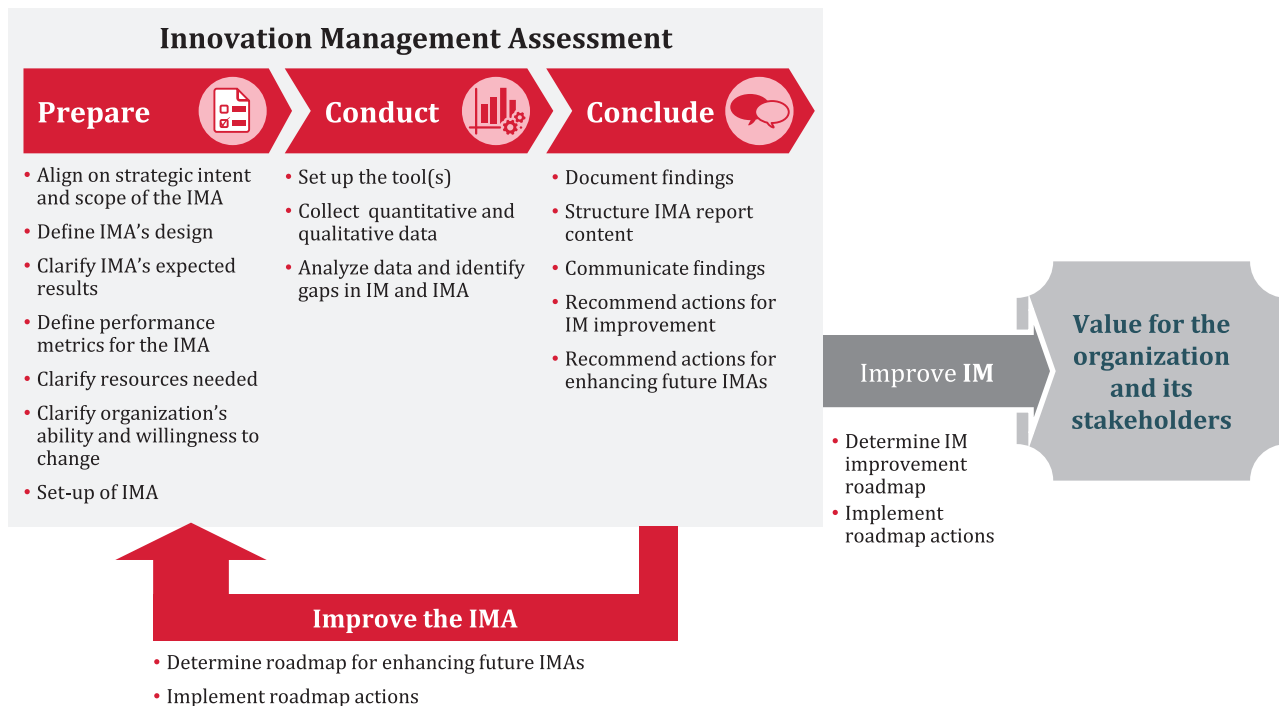 Innovation Management Assessment
Prepare
• Align on strategic intent
and scope of the IMA
• Define IMA’s design
• Clarify IMA’s expected
results
• Define performance
metrics for the IMA
• Clarify resources needed
• Clarify organization’s
ability and willingness to
change
• Set-up of IMA
Conduct
• Set up the tool(s)
• Collect quantitative and
qualitative data
• Analyze data and identify
gaps in IM and IMA
Conclude
• Document findings
• Structure IMA report
content
• Communicate findings
• Recommend actions for
IM improvement
• Recommend actions for
enhancing future IMAs
Improve IM
• Determine IM
improvement
roadmap
• Implement
roadmap actions
Value for the
organization
and its
stakeholders
Improve the IMA
• Determine roadmap for enhancing future IMAs
• Implement roadmap actions